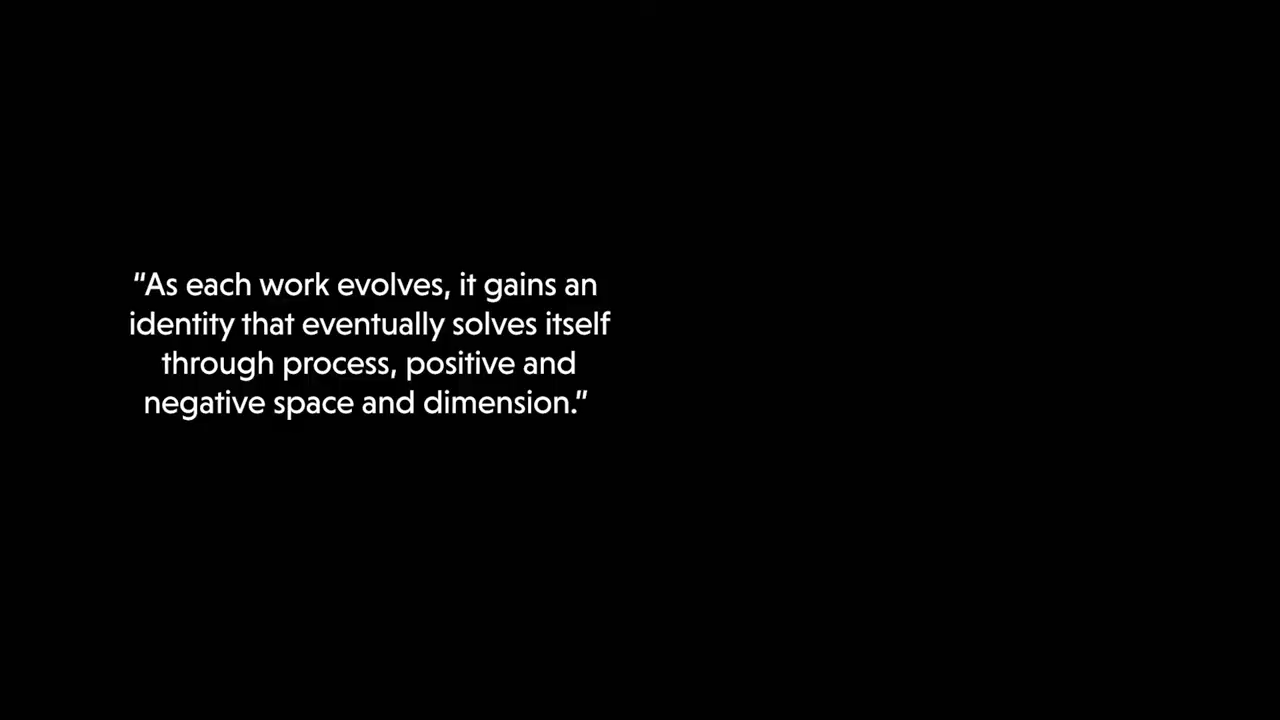 “As each work evolves, it gains an
identity that eventually solves itself
through process, positive and
negative space and dimension.”